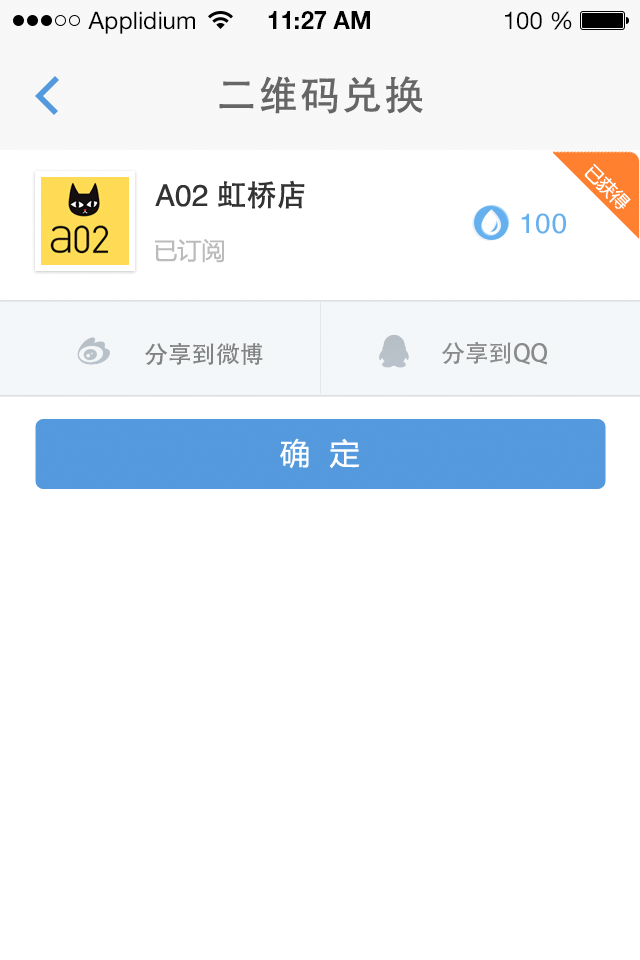 Applidium 11:27 AM 100 %
二维码兑换
已获得
a02
A02 虹桥店
100
已订阅
分享到微博 分享到QQ
确 定